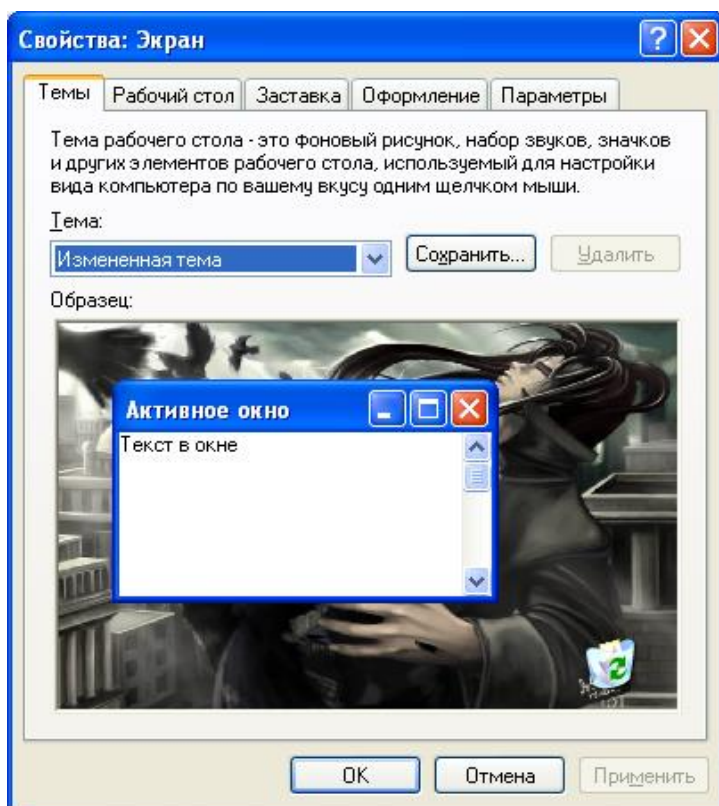 Свойства: Экран
Темы Рабочий стол Заставка Оформление Параметры
Тема рабочего стола - это фоновый рисунок, набор звуков, значков
и других элементов рабочего стола, используемый для настройки
вида компьютера по вашему вкусу одним щелчком мыши.
Тема:
Измененная тема Сохранить... Удалить
Образец:
Активное окно
Текст в окне
OK Отмена Применить